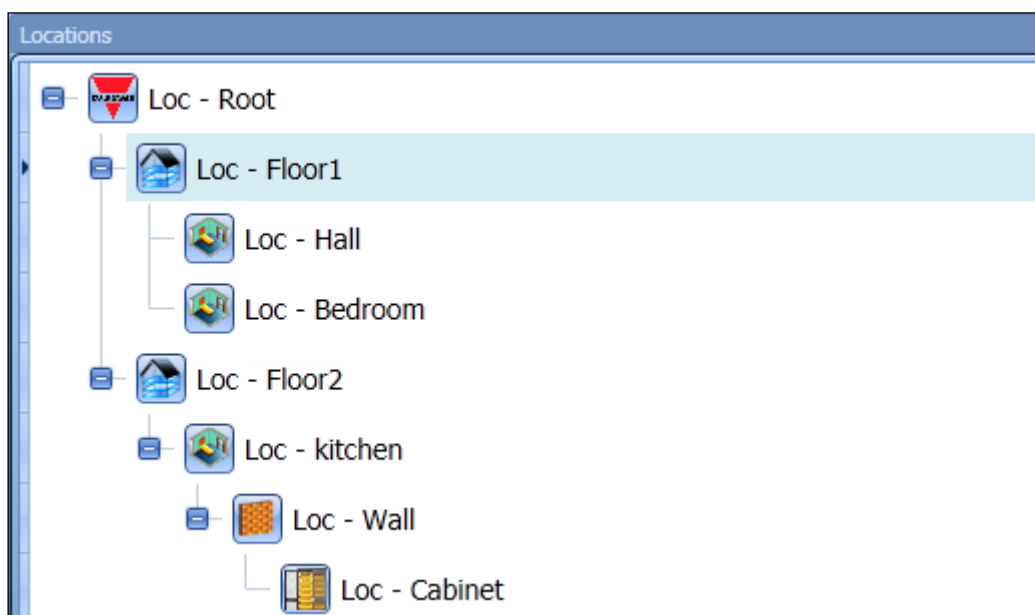 Locations
Loc - Root
Loc - Floor1
Loc - Hall
Loc - Bedroom
Loc - Floor2
Loc - kitchen
Loc - Wall
Loc - Cabinet